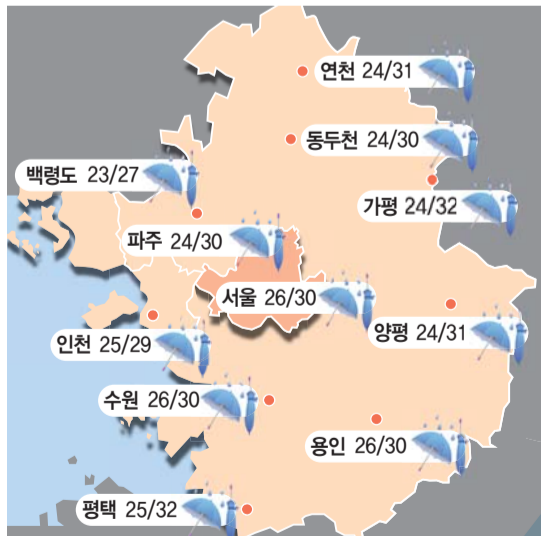 연천 24/31
동두천 24/30
백령도 23/27
가평 24/32
파주 24/30
서울 26/30
양평 24/31
인천 25/29
수원 26/30
용인 26/30
평택 25/32